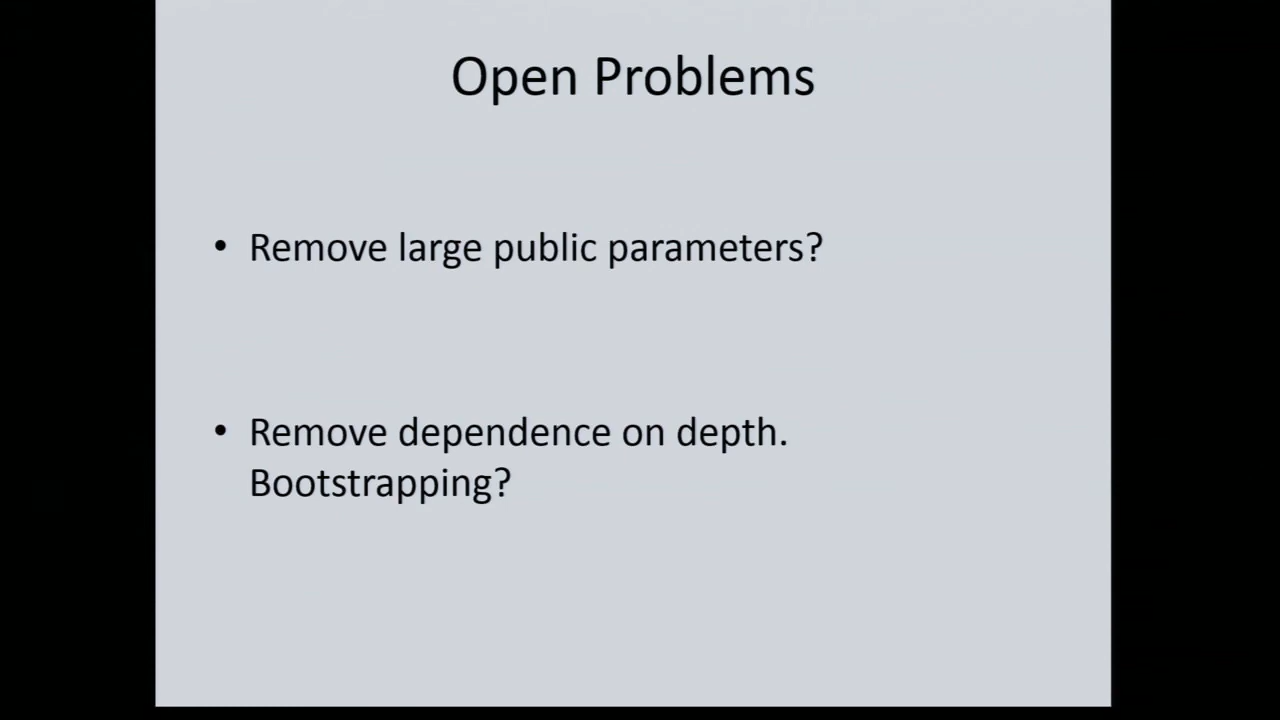 Open Problems
• Remove large public parameters?
• Remove dependence on depth.
Bootstrapping?